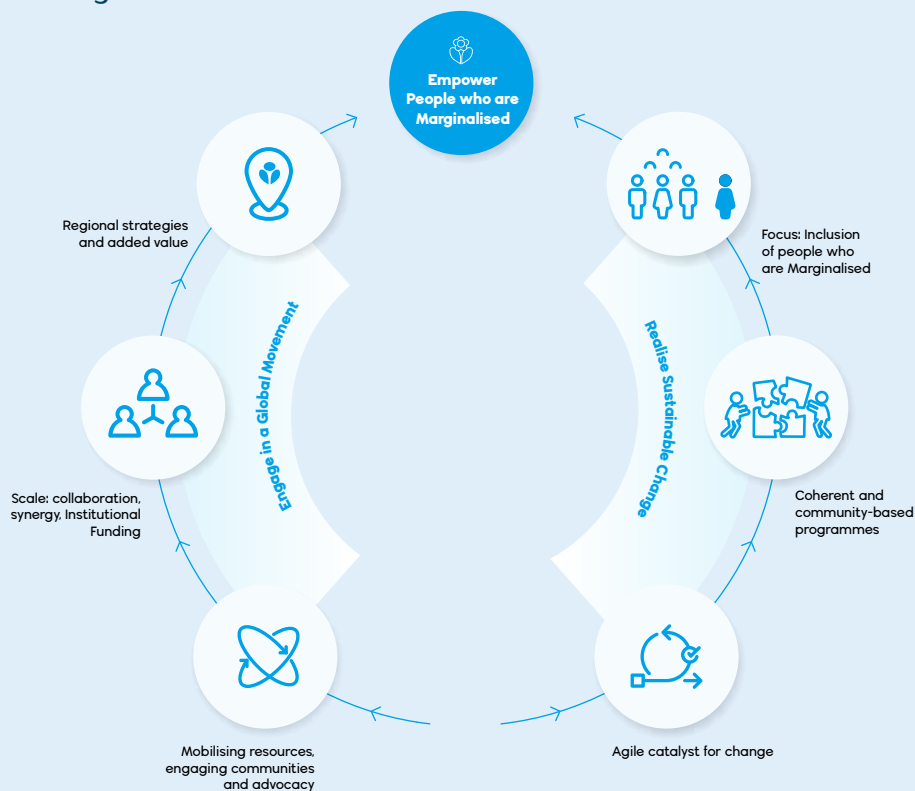 Empower
People who are
Marginalised
Regional strategies
and added value
Focus: Inclusion
of people who
are Marginalised
Engage in a Global Movement
Realise Sustainable Change
Scale: collaboration,
synergy, Institutional
Funding
Coherent and
community-based
programmes
Mobilising resources,
engaging communities
and advocacy
Agile catalyst for change